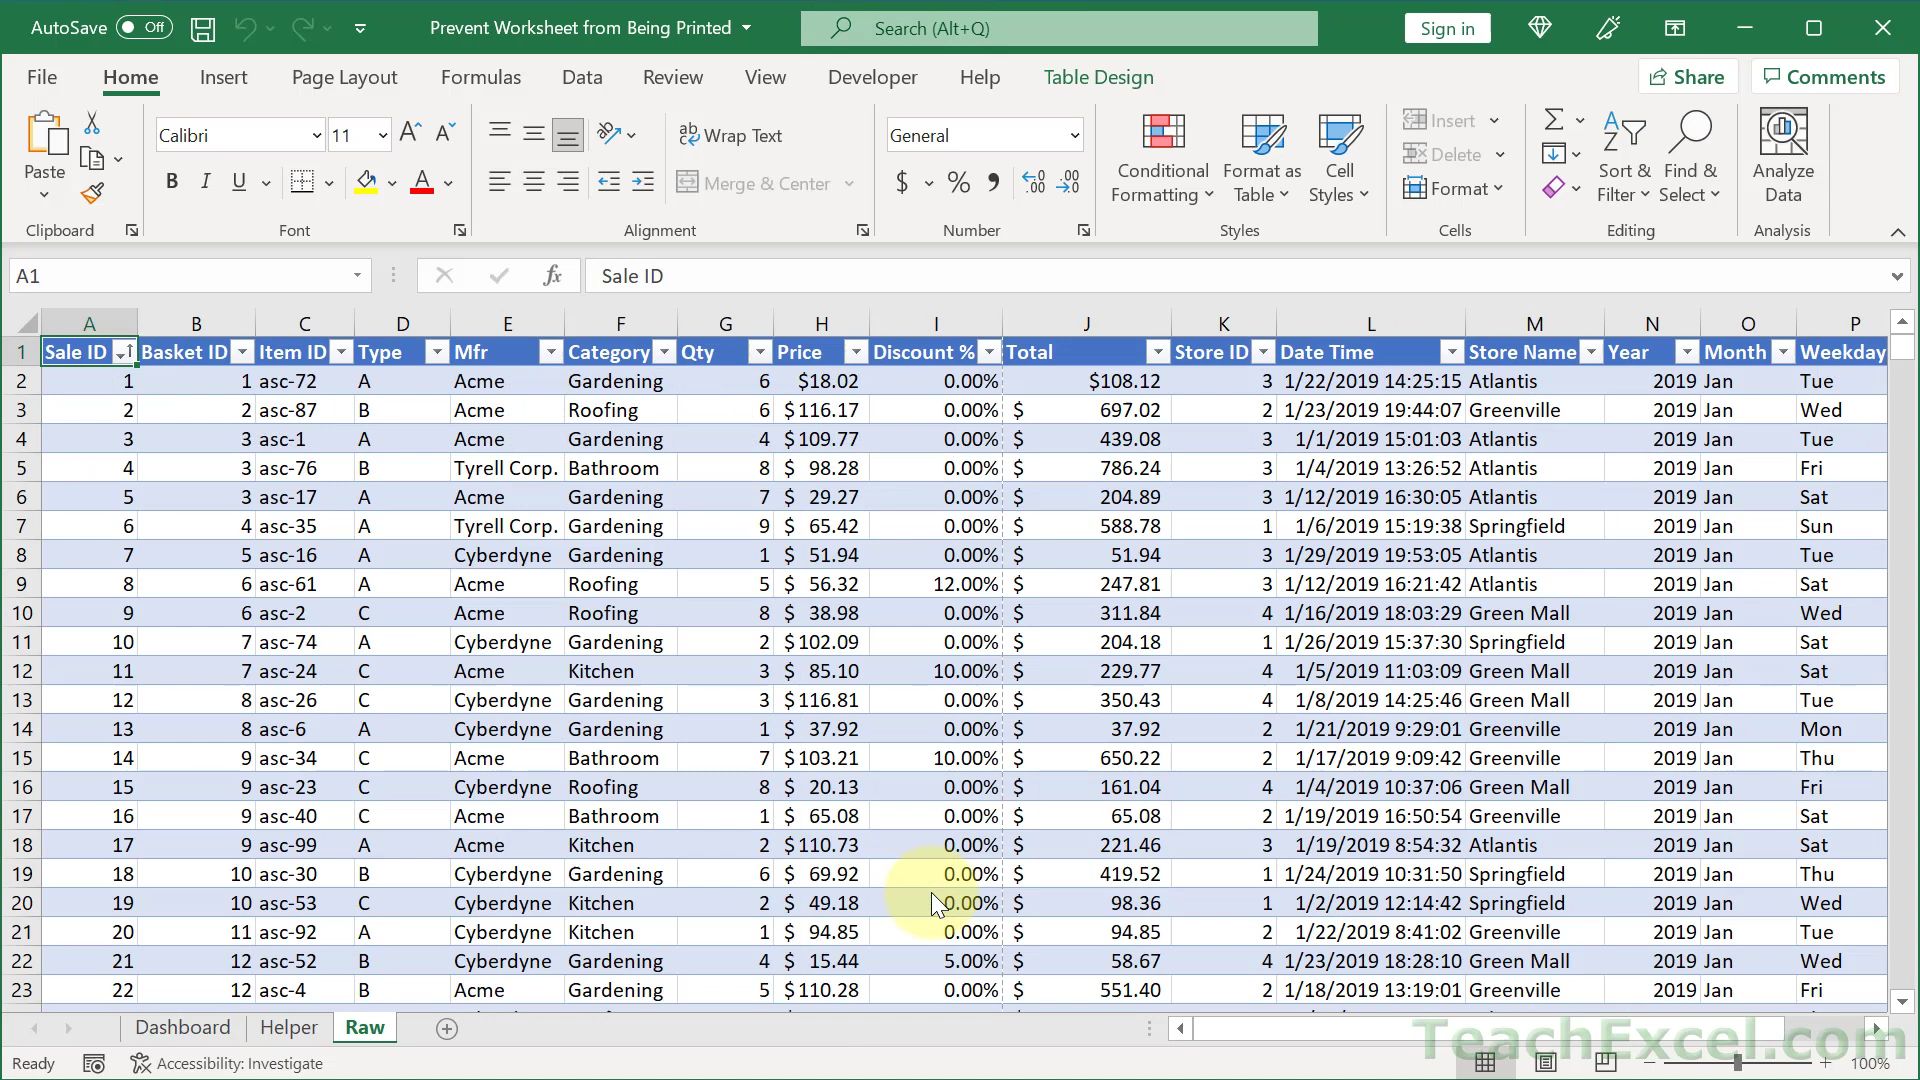 AutoSave Off Prevent Worksheet from Being Printed Search (Alt+Q) Sign in
File Home Insert Page Layout Formulas Data Review View Developer Help Table Design Share Comments
Paste Calibri 11 ab Wrap Text General Conditional Formatting Format as Table Cell Styles Insert Sort & Filter Find & Select Analyze Data
Delete
B I U A Merge & Center $ % Format
Clipboard Font Alignment Number Styles Cells Editing Analysis
A1 fx Sale ID
A B C D E F G H I J K L M N O P
1 Sale ID Basket ID Item ID Type Mfr Category Qty Price Discount % Total Store ID Date Time Store Name Year Month Weekday
2 1 1 asc-72 A Acme Gardening 6 $18.02 0.00% $108.12 3 1/22/2019 14:25:15 Atlantis 2019 Jan Tue
3 2 2 asc-87 B Acme Roofing 6 $116.17 0.00% $ 697.02 2 1/23/2019 19:44:07 Greenville 2019 Jan Wed
4 3 3 asc-1 A Acme Gardening 4 $109.77 0.00% $ 439.08 3 1/1/2019 15:01:03 Atlantis 2019 Jan Tue
5 4 3 asc-76 B Tyrell Corp. Bathroom 8 $ 98.28 0.00% $ 786.24 3 1/4/2019 13:26:52 Atlantis 2019 Jan Fri
6 5 3 asc-17 A Acme Gardening 7 $ 29.27 0.00% $ 204.89 3 1/12/2019 16:30:05 Atlantis 2019 Jan Sat
7 6 4 asc-35 A Tyrell Corp. Gardening 9 $ 65.42 0.00% $ 588.78 1 1/6/2019 15:19:38 Springfield 2019 Jan Sun
8 7 5 asc-16 A Cyberdyne Gardening 1 $ 51.94 0.00% $ 51.94 3 1/29/2019 19:53:05 Atlantis 2019 Jan Tue
9 8 6 asc-61 A Acme Roofing 5 $ 56.32 12.00% $ 247.81 3 1/12/2019 16:21:42 Atlantis 2019 Jan Sat
10 9 6 asc-2 C Acme Roofing 8 $ 38.98 0.00% $ 311.84 4 1/16/2019 18:03:29 Green Mall 2019 Jan Wed
11 10 7 asc-74 A Cyberdyne Gardening 2 $102.09 0.00% $ 204.18 1 1/26/2019 15:37:30 Springfield 2019 Jan Sat
12 11 7 asc-24 C Acme Kitchen 3 $ 85.10 10.00% $ 229.77 4 1/5/2019 11:03:09 Green Mall 2019 Jan Sat
13 12 8 asc-26 C Cyberdyne Gardening 3 $116.81 0.00% $ 350.43 4 1/8/2019 14:25:46 Green Mall 2019 Jan Tue
14 13 8 asc-6 A Cyberdyne Gardening 1 $ 37.92 0.00% $ 37.92 2 1/21/2019 9:29:01 Greenville 2019 Jan Mon
15 14 9 asc-34 C Acme Bathroom 7 $103.21 10.00% $ 650.22 2 1/17/2019 9:09:42 Greenville 2019 Jan Thu
16 15 9 asc-23 C Cyberdyne Roofing 8 $ 20.13 0.00% $ 161.04 4 1/4/2019 10:37:06 Green Mall 2019 Jan Fri
17 16 9 asc-40 C Acme Bathroom 1 $ 65.08 0.00% $ 65.08 2 1/19/2019 16:50:54 Greenville 2019 Jan Sat
18 17 9 asc-99 A Acme Kitchen 2 $110.73 0.00% $ 221.46 3 1/19/2019 8:54:32 Atlantis 2019 Jan Sat
19 18 10 asc-30 B Cyberdyne Gardening 6 $ 69.92 0.00% $ 419.52 1 1/24/2019 10:31:50 Springfield 2019 Jan Thu
20 19 10 asc-53 C Cyberdyne Kitchen 2 $ 49.18 0.00% $ 98.36 1 1/2/2019 12:14:42 Springfield 2019 Jan Wed
21 20 11 asc-92 A Cyberdyne Kitchen 1 $ 94.85 0.00% $ 94.85 2 1/22/2019 8:41:02 Greenville 2019 Jan Tue
22 21 12 asc-52 B Cyberdyne Gardening 4 $ 15.44 5.00% $ 58.67 4 1/23/2019 18:28:10 Green Mall 2019 Jan Wed
23 22 12 asc-4 B Acme Gardening 5 $110.28 0.00% $ 551.40 2 1/18/2019 13:19:01 Greenville 2019 Jan Fri
Dashboard Helper Raw
TeachExcel.com
Ready Accessibility: Investigate 100%